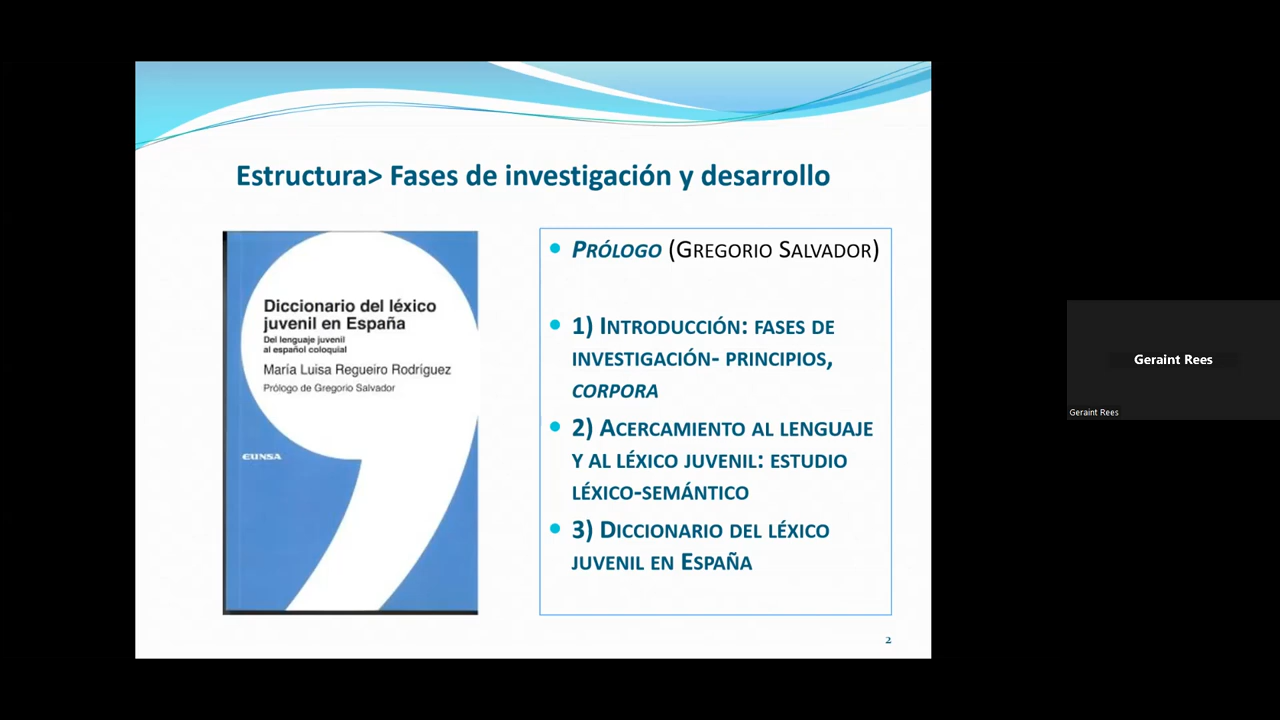 Estructura> Fases de investigación y desarrollo
Diccionario del léxico
juvenil en España
Del lenguaje juvenil
al español coloquial
María Luisa Regueiro Rodríguez
Prólogo de Gregorio Salvador
EUNSA
• PRÓLOGO (GREGORIO SALVADOR)
• 1) INTRODUCCIÓN: FASES DE
INVESTIGACIÓN- PRINCIPIOS,
CORPORA
• 2) ACERCAMIENTO AL LENGUAJE
Y AL LÉXICO JUVENIL: ESTUDIO
LÉXICO-SEMÁNTICO
• 3) DICCIONARIO DEL LÉXICO
JUVENIL EN ESPAÑA
2
Geraint Rees
Geraint Rees